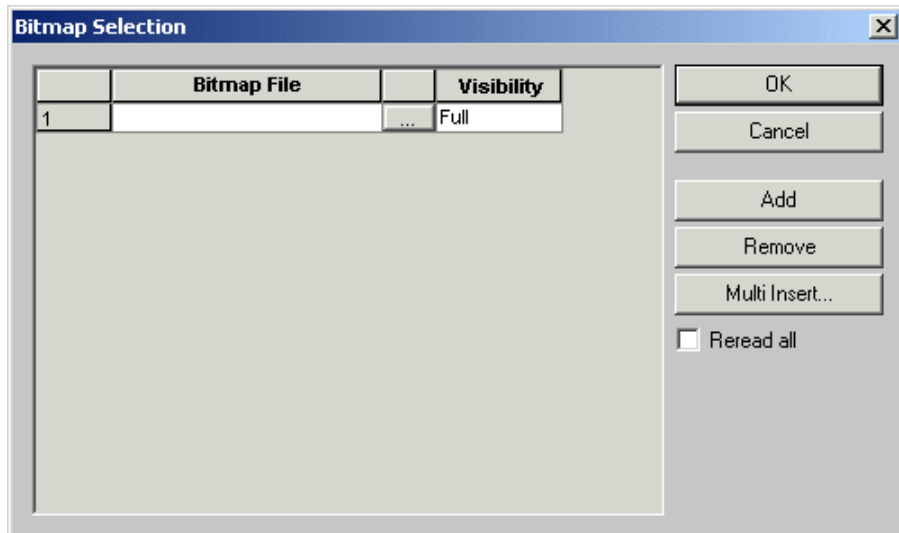 Bitmap Selection
Bitmap File Visibility
1 ... Full
OK
Cancel
Add
Remove
Multi Insert...
Reread all